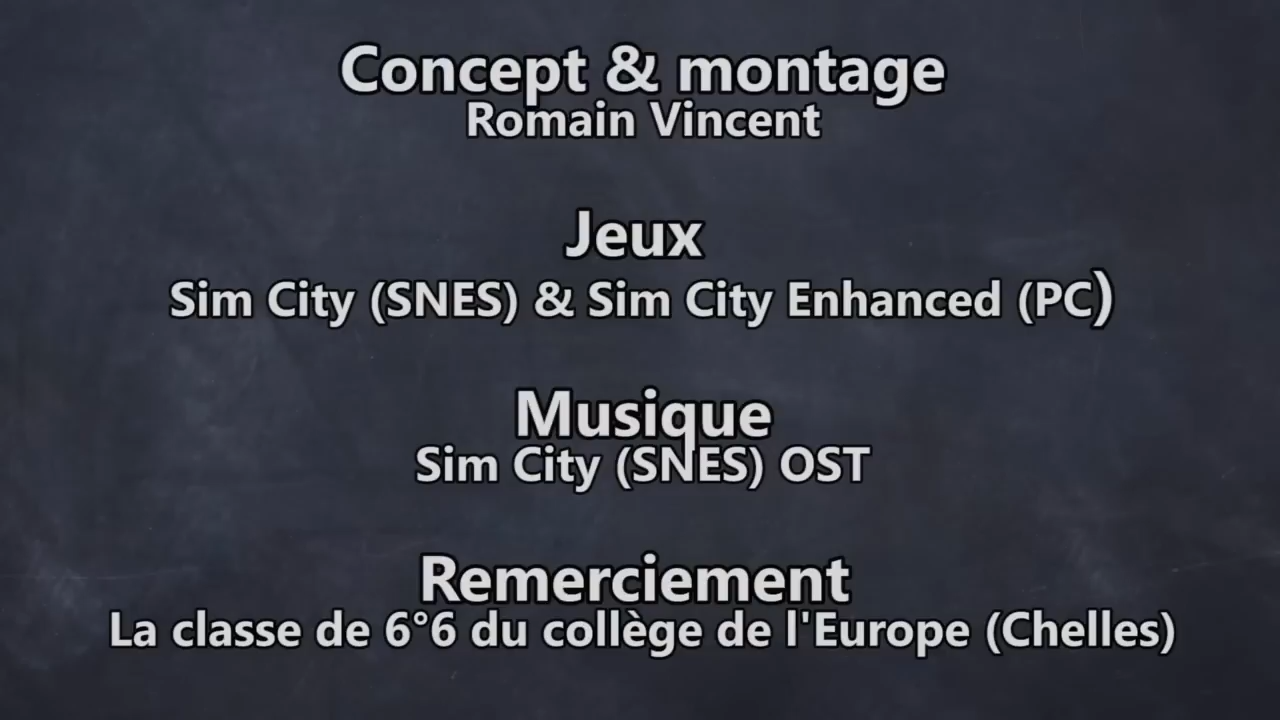 Concept & montage
Romain Vincent
Jeux
Sim City (SNES) & Sim City Enhanced (PC)
Musique
Sim City (SNES) OST
Remerciement
La classe de 6°6 du collège de l'Europe (Chelles)